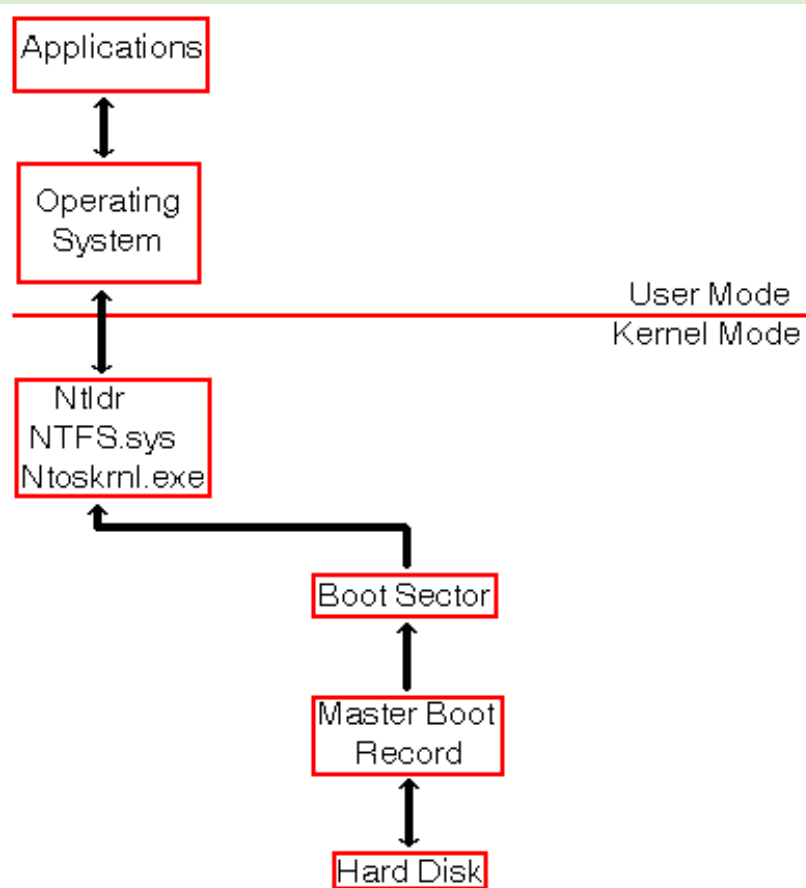 Applications
Operating
System
User Mode
Kernel Mode
Ntldr
NTFS.sys
Ntoskrnl.exe
Boot Sector
Master Boot
Record
Hard Disk